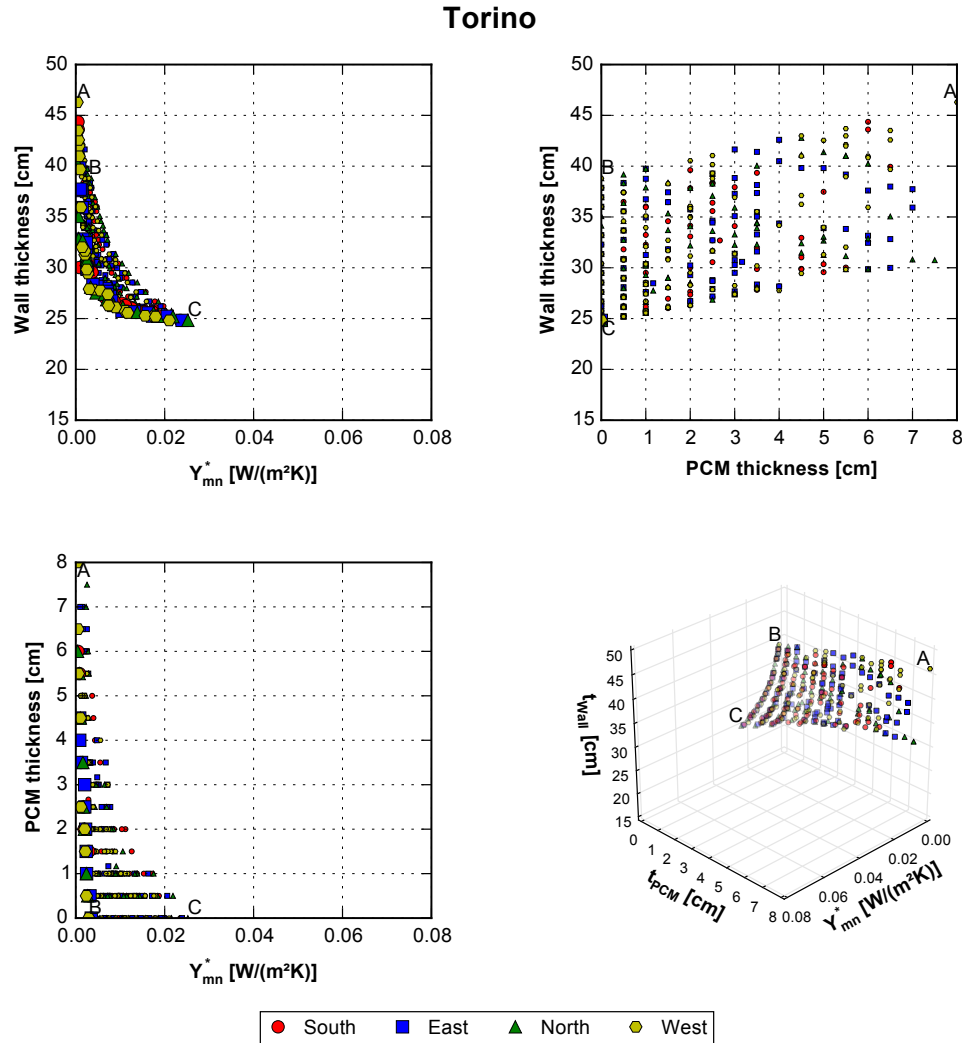 Torino
50
45
40
35
30
25
20
15
Wall thickness [cm]
A
B
C
0.00 0.02 0.04 0.06 0.08
Y*mn [W/(m²K)]
50
45
40
35
30
25
20
15
Wall thickness [cm]
A
B
C
0 1 2 3 4 5 6 7 8
PCM thickness [cm]
8
7
6
5
4
3
2
1
0
PCM thickness [cm]
A
B
C
0.00 0.02 0.04 0.06 0.08
Y*mn [W/(m²K)]
B
A
C
50
45
40
35
30
25
20
15
tWall [cm]
0 1 2 3 4 5 6 7 8
tPCM [cm]
0.08 0.06 0.04 0.02 0.00
Y*mn [W/(m²K)]
South East North West